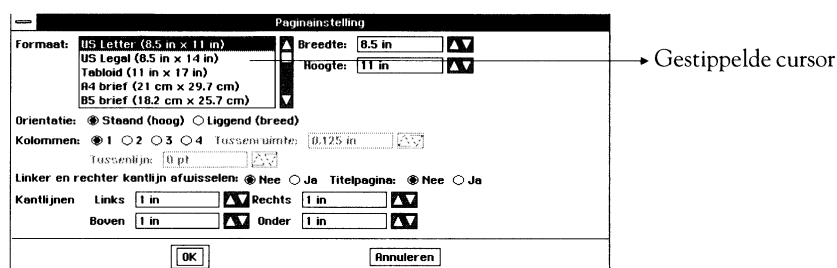 Paginainstelling
Formaat: US Letter (8.5 in x 11 in) Breedte: 8.5 in
US Legal (8.5 in x 14 in) Hoogte: 11 in
Tabloid (11 in x 17 in)
A4 brief (21 cm x 29.7 cm)
B5 brief (18.2 cm x 25.7 cm)
Gestippelde cursor
Orientatie: Staand (hoog) Liggend (breed)
Kolommen: 1 2 3 4 Tussenruimte: 0.125 in
Tussenlijn: 0 pt
Linker en rechter kantlijn afwisselen: Nee Ja Titelpagina: Nee Ja
Kantlijnen Links 1 in Rechts 1 in
Boven 1 in Onder 1 in
OK Annuleren